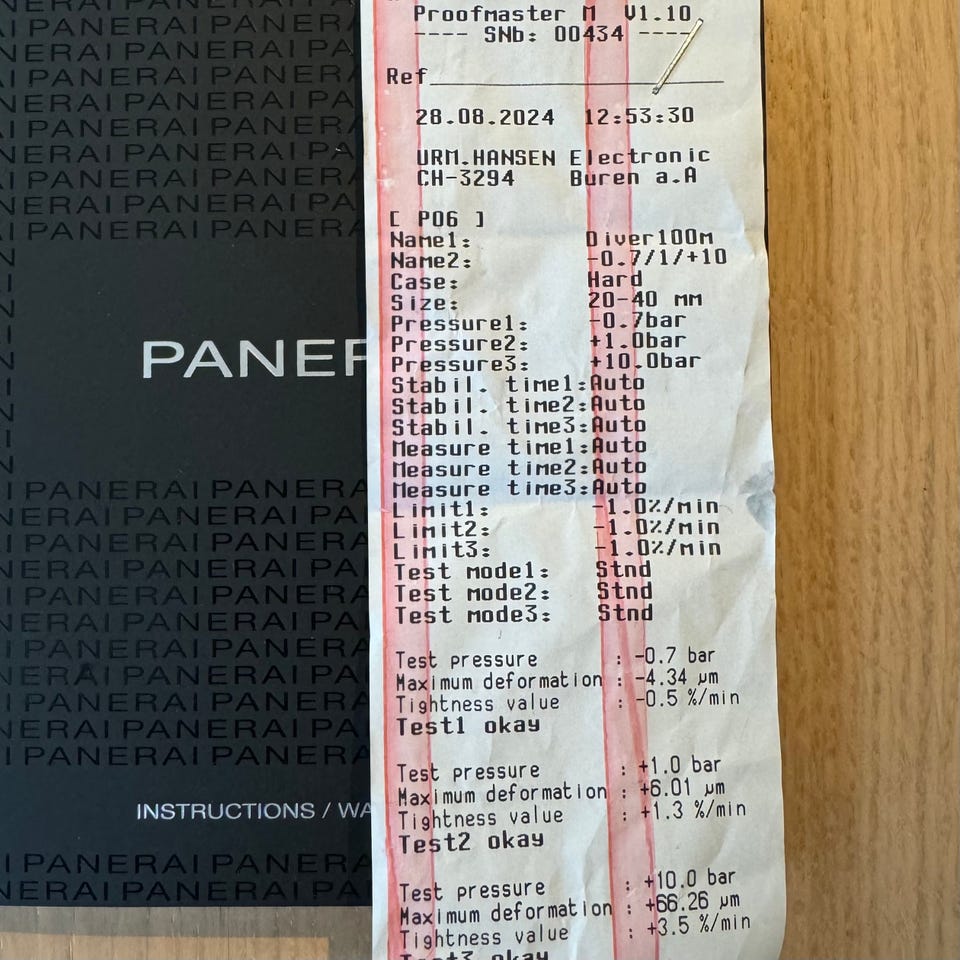 Proofmaster M V1.10
---- SNb: 00434 ----
Ref
28.08.2024 12:53:30
URM.HANSEN Electronic
CH-3294 Buren a.A
[ P06 ]
Name1: Diver100m
Name2: -0.7/1/+10
Case: Hard
Size: 20-40 mm
Pressure1: -0.7bar
Pressure2: +1.0bar
Pressure3: +10.0bar
Stabil. time1:Auto
Stabil. time2:Auto
Stabil. time3:Auto
Measure time1:Auto
Measure time2:Auto
Measure time3:Auto
Limit1: -1.0%/min
Limit2: -1.0%/min
Limit3: -1.0%/min
Test mode1: Stnd
Test mode2: Stnd
Test mode3: Stnd
Test pressure : -0.7 bar
Maximum deformation : -4.34 µm
Tightness value : -0.5 %/min
Test1 okay
Test pressure : +1.0 bar
Maximum deformation : +6.01 µm
Tightness value : +1.3 %/min
Test2 okay
Test pressure : +10.0 bar
Maximum deformation : +66.26 µm
Tightness value : +3.5 %/min
Test3 okay
PANER
INSTRUCTIONS / WA
PANERAI PANERAI